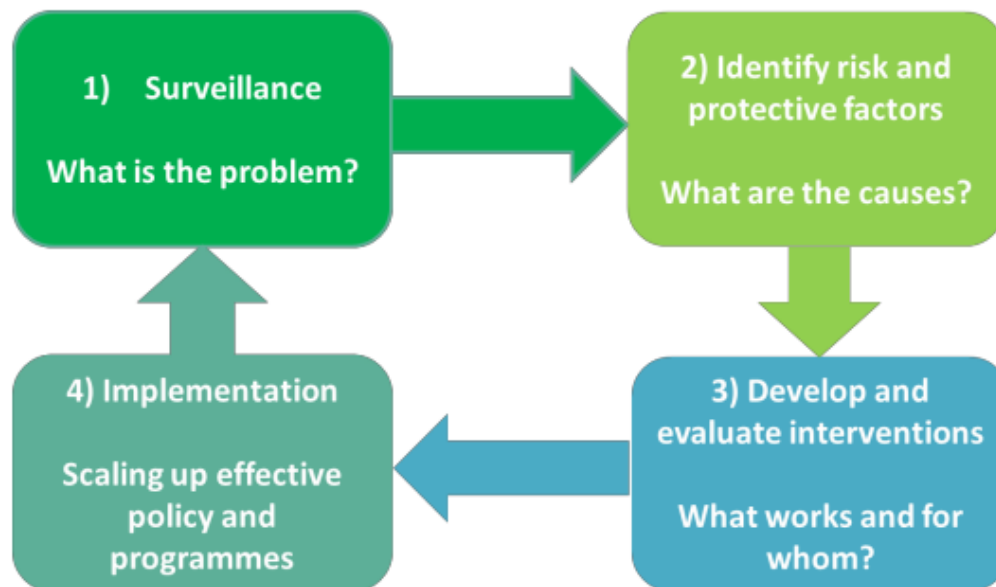 1) Surveillance
What is the problem?
2) Identify risk and
protective factors
What are the causes?
3) Develop and
evaluate interventions
What works and for
whom?
4) Implementation
Scaling up effective
policy and
programmes